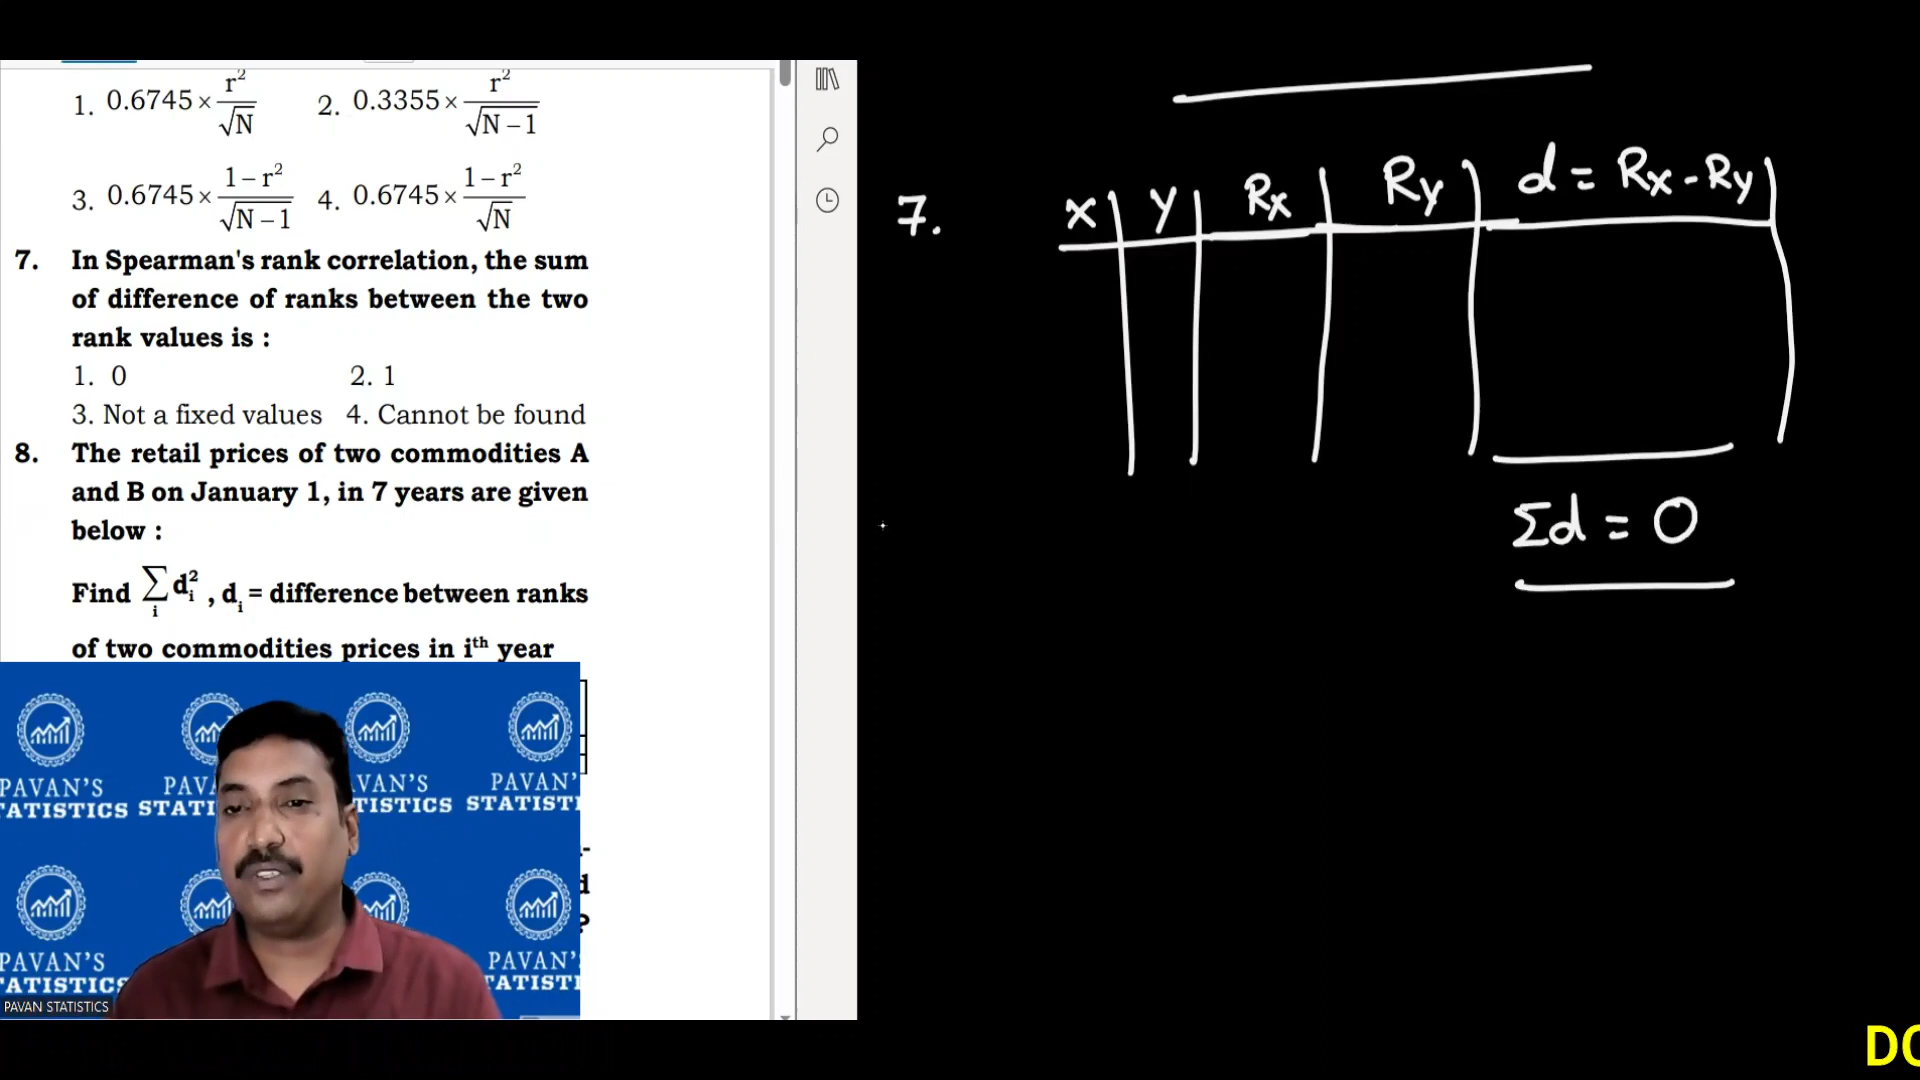 1. 0.6745 × r²/√N 2. 0.3355 × r²/√N – 1
3. 0.6745 × 1 – r²/√N – 1 4. 0.6745 × 1 – r²/√N
7. In Spearman's rank correlation, the sum
of difference of ranks between the two
rank values is :
1. 0 2. 1
3. Not a fixed values 4. Cannot be found
8. The retail prices of two commodities A
and B on January 1, in 7 years are given
below :
Find ∑ᵢ dᵢ² , dᵢ = difference between ranks
of two commodities prices in iᵗʰ year
PAVAN'S
TATISTICS
PAVAN'
STATISTI
PAVAN STATISTICS
7. x y Rx Ry d = Rx - Ry
Σd = 0